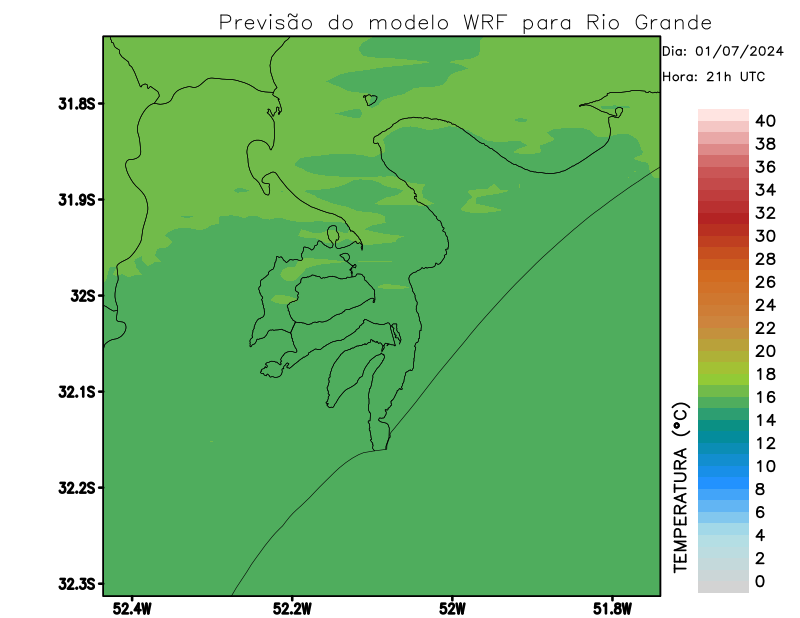 Previsão do modelo WRF para Rio Grande
Dia: 01/07/2024
Hora: 21h UTC
31.8S
31.9S
32S
32.1S
32.2S
32.3S
52.4W
52.2W
52W
51.8W
TEMPERATURA (°C)
40
38
36
34
32
30
28
26
24
22
20
18
16
14
12
10
8
6
4
2
0